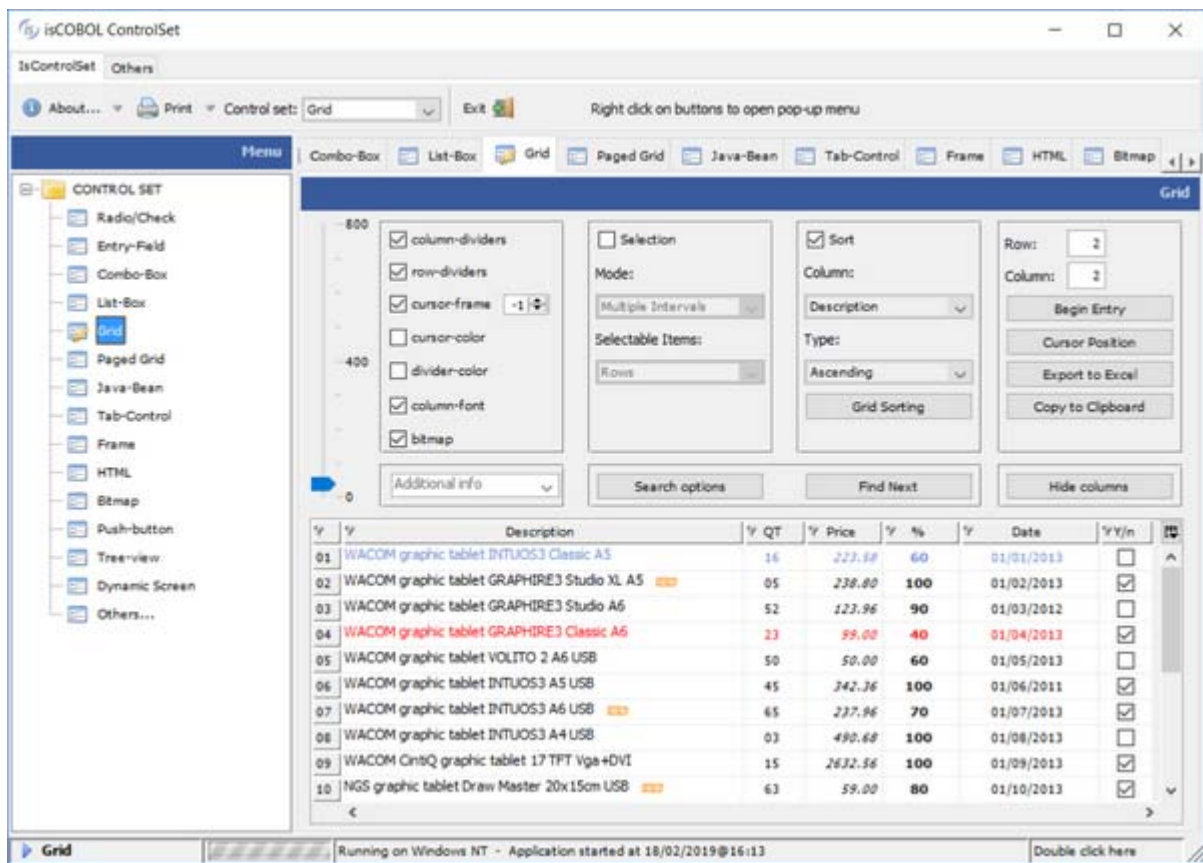 isCOBOL ControlSet
IsControlSet Others
About... Print Control set: Grid Exit Right click on buttons to open pop-up menu
Menu
Combo-Box List-Box Grid Paged Grid Java-Bean Tab-Control Frame HTML Bitmap
CONTROL SET
Radio/Check
Entry-Field
Combo-Box
List-Box
Grid
Paged Grid
Java-Bean
Tab-Control
Frame
HTML
Bitmap
Push-button
Tree-view
Dynamic Screen
Others...
Grid
800
400
0
column-dividers
row-dividers
cursor-frame -1
cursor-color
divider-color
column-font
bitmap
Additional info
Selection
Mode:
Multiple Intervals
Selectable Items:
Rows
Search options
Sort
Column:
Description
Type:
Ascending
Grid Sorting
Find Next
Row: 2
Column: 2
Begin Entry
Cursor Position
Export to Excel
Copy to Clipboard
Hide columns
Description QT Price % Date Y/n
01 WACOM graphic tablet INTUOS3 Classic A5 16 223.58 60 01/01/2013
02 WACOM graphic tablet GRAPHIRE3 Studio XL A5 05 238.80 100 01/02/2013
03 WACOM graphic tablet GRAPHIRE3 Studio A6 52 123.96 90 01/03/2012
04 WACOM graphic tablet GRAPHIRE3 Classic A6 23 99.00 40 01/04/2013
05 WACOM graphic tablet VOLITO 2 A6 USB 50 50.00 60 01/05/2013
06 WACOM graphic tablet INTUOS3 A5 USB 45 342.36 100 01/06/2011
07 WACOM graphic tablet INTUOS3 A6 USB 65 237.96 70 01/07/2013
08 WACOM graphic tablet INTUOS3 A4 USB 03 490.68 100 01/08/2013
09 WACOM CintiQ graphic tablet 17 TFT Vga+DVI 15 2632.56 100 01/09/2013
10 NGS graphic tablet Draw Master 20x15cm USB 63 59.00 80 01/10/2013
Grid
Running on Windows NT - Application started at 18/02/2019@16:13
Double click here